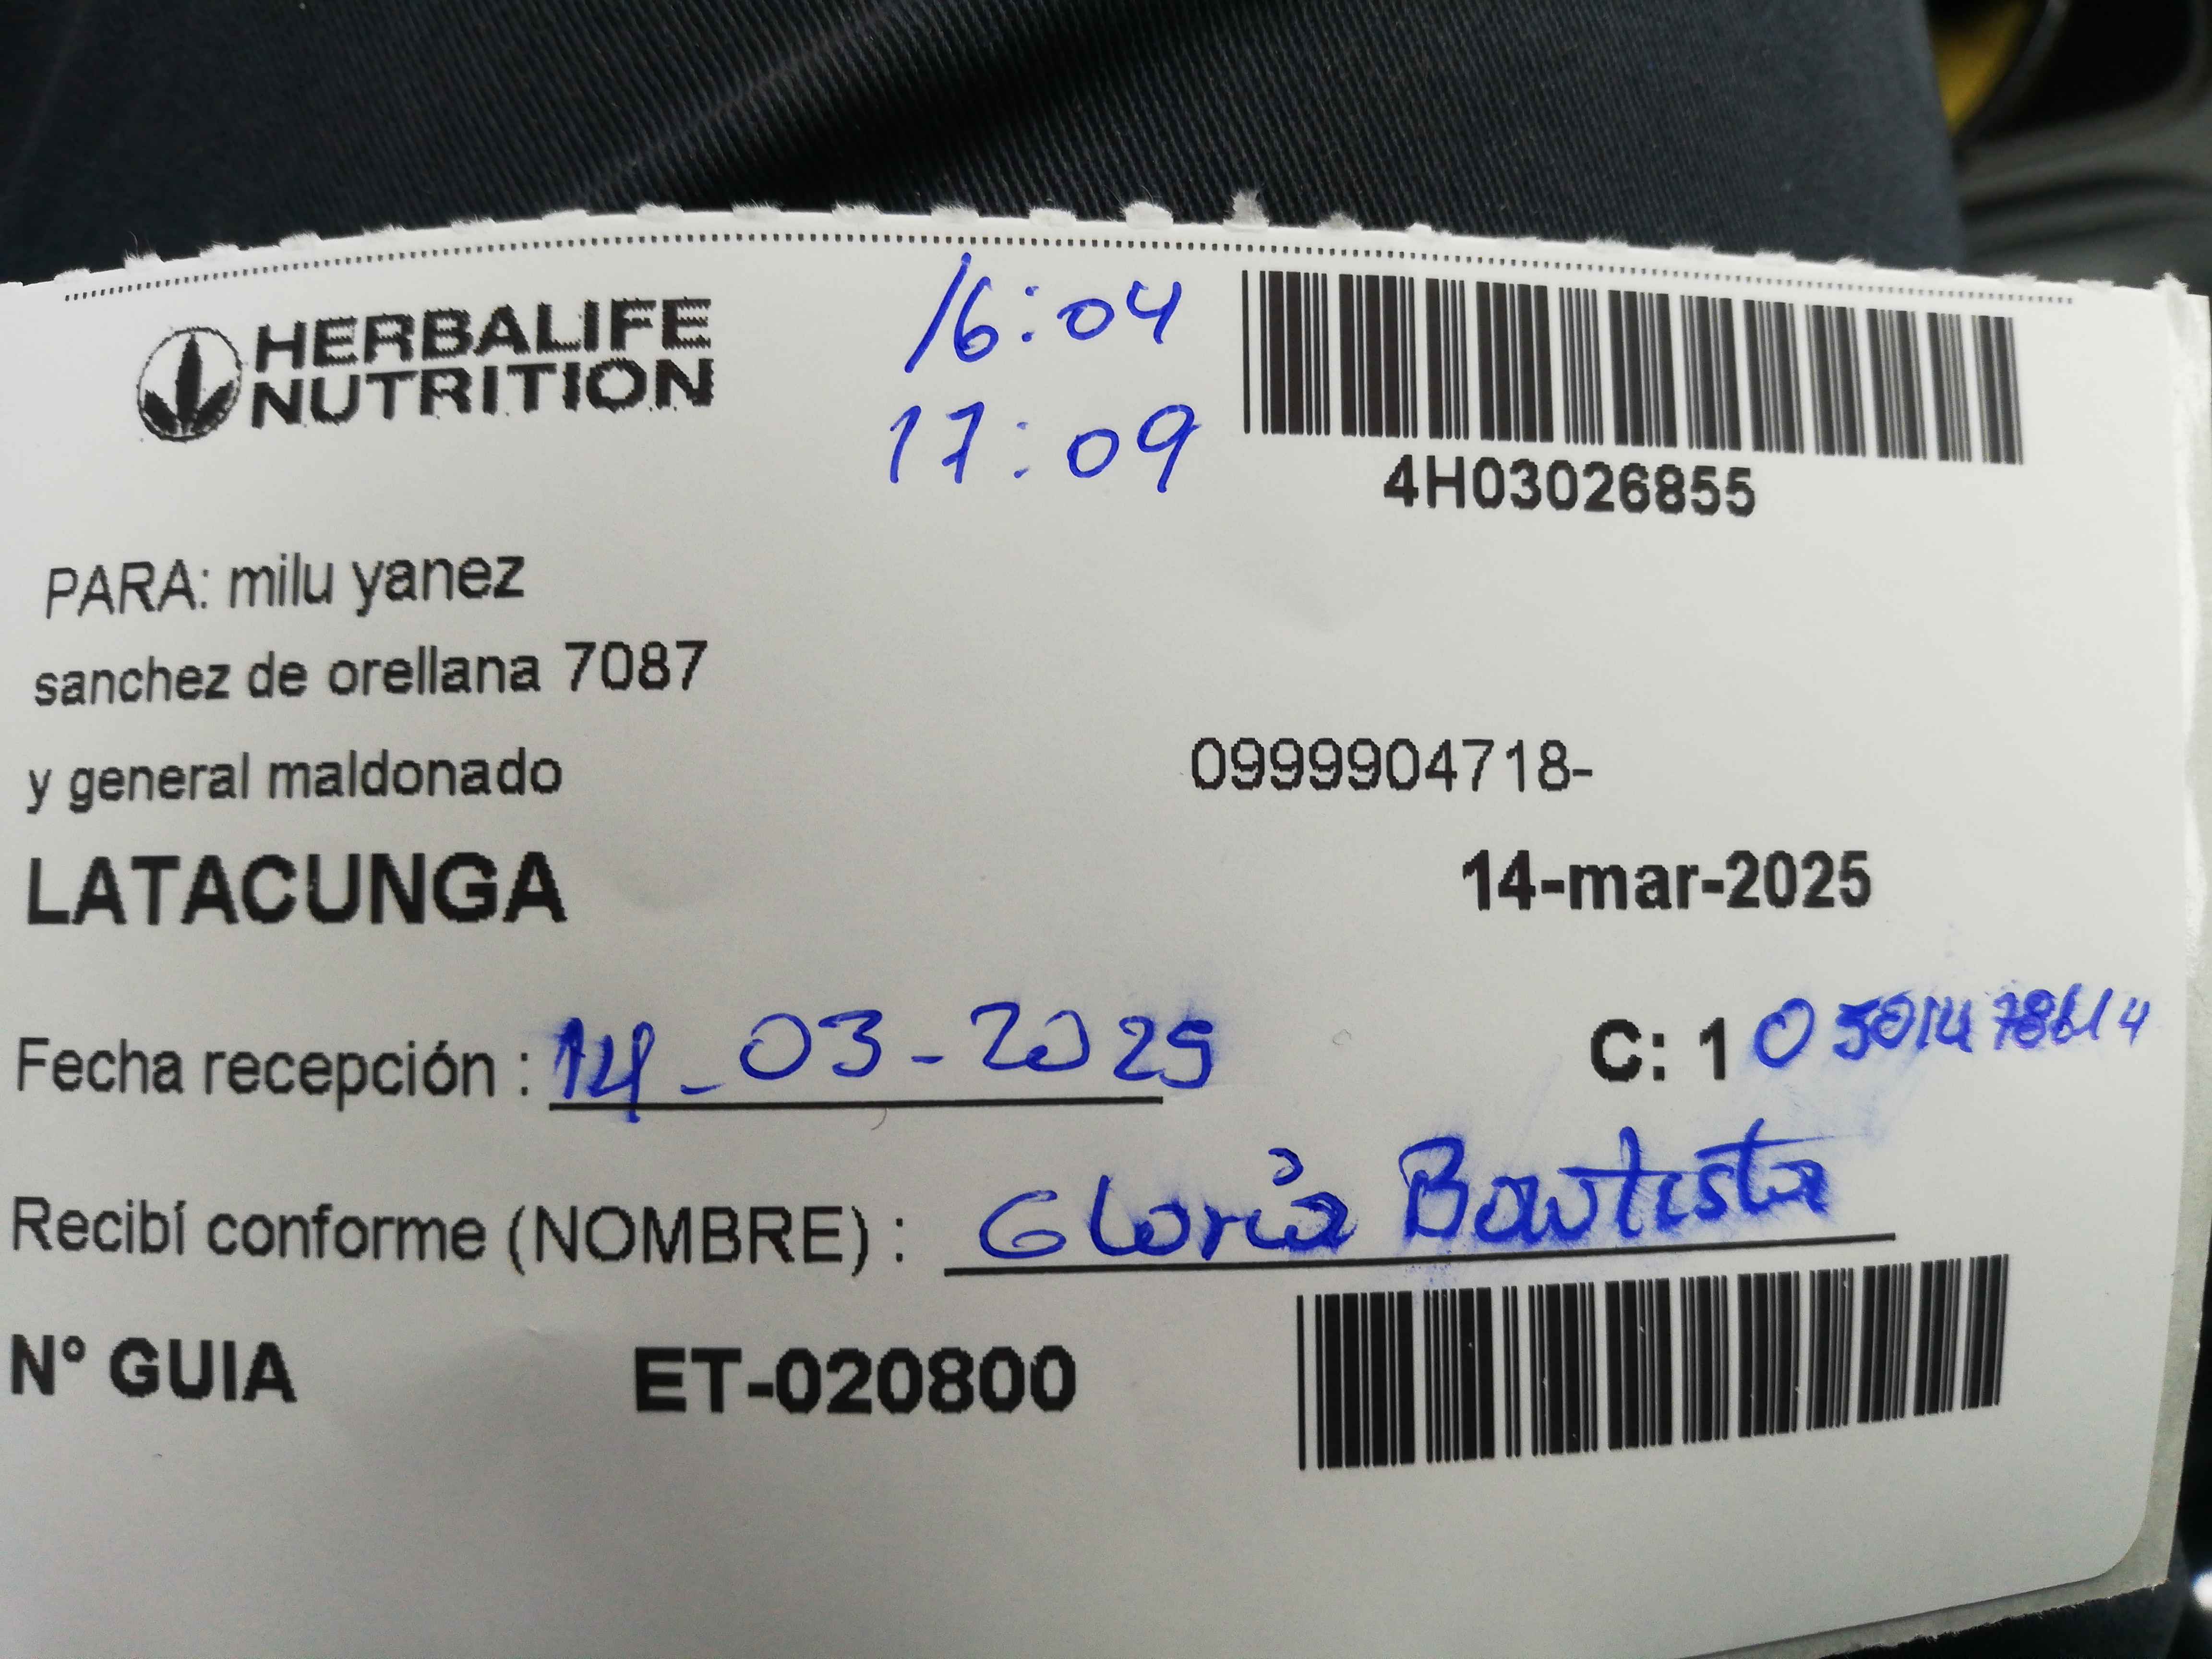 HERBALIFE
NUTRITION
16:04
17:09
4H03026855
PARA: milu yanez
sanchez de orellana 7087
y general maldonado
0999904718-
LATACUNGA
14-mar-2025
Fecha recepción : 14-03-2025
C: 1
Recibí conforme (NOMBRE) : Gloria Bautista
N° GUIA ET-020800